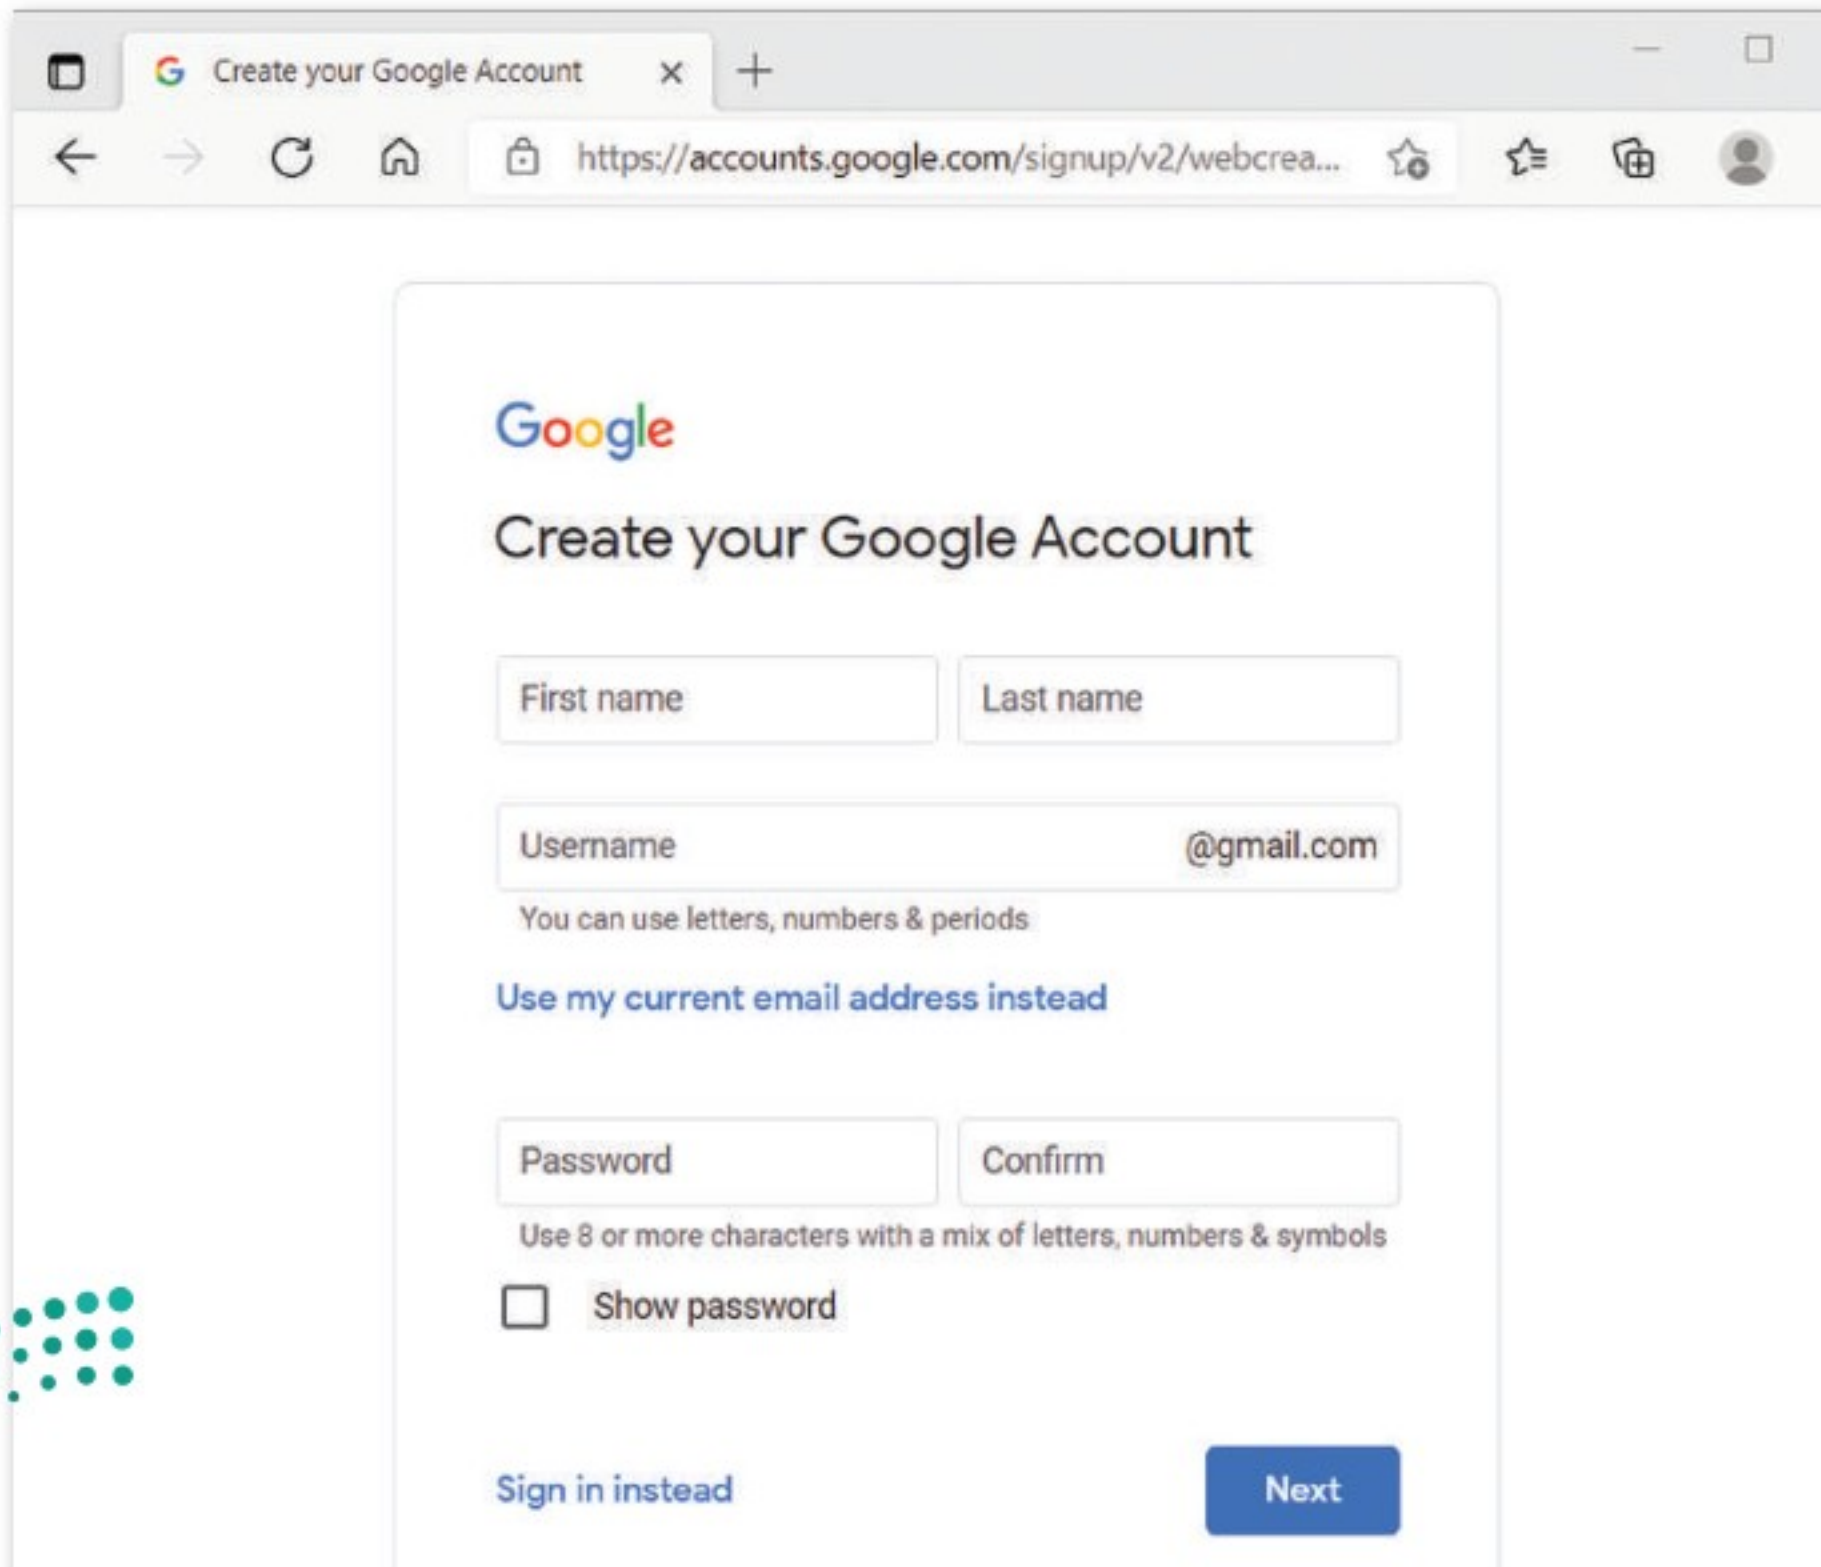 Create your Google Account
https://accounts.google.com/signup/v2/webcrea...
Google
Create your Google Account
First name Last name
Username @gmail.com
You can use letters, numbers & periods
Use my current email address instead
Password Confirm
Use 8 or more characters with a mix of letters, numbers & symbols
Show password
Sign in instead Next